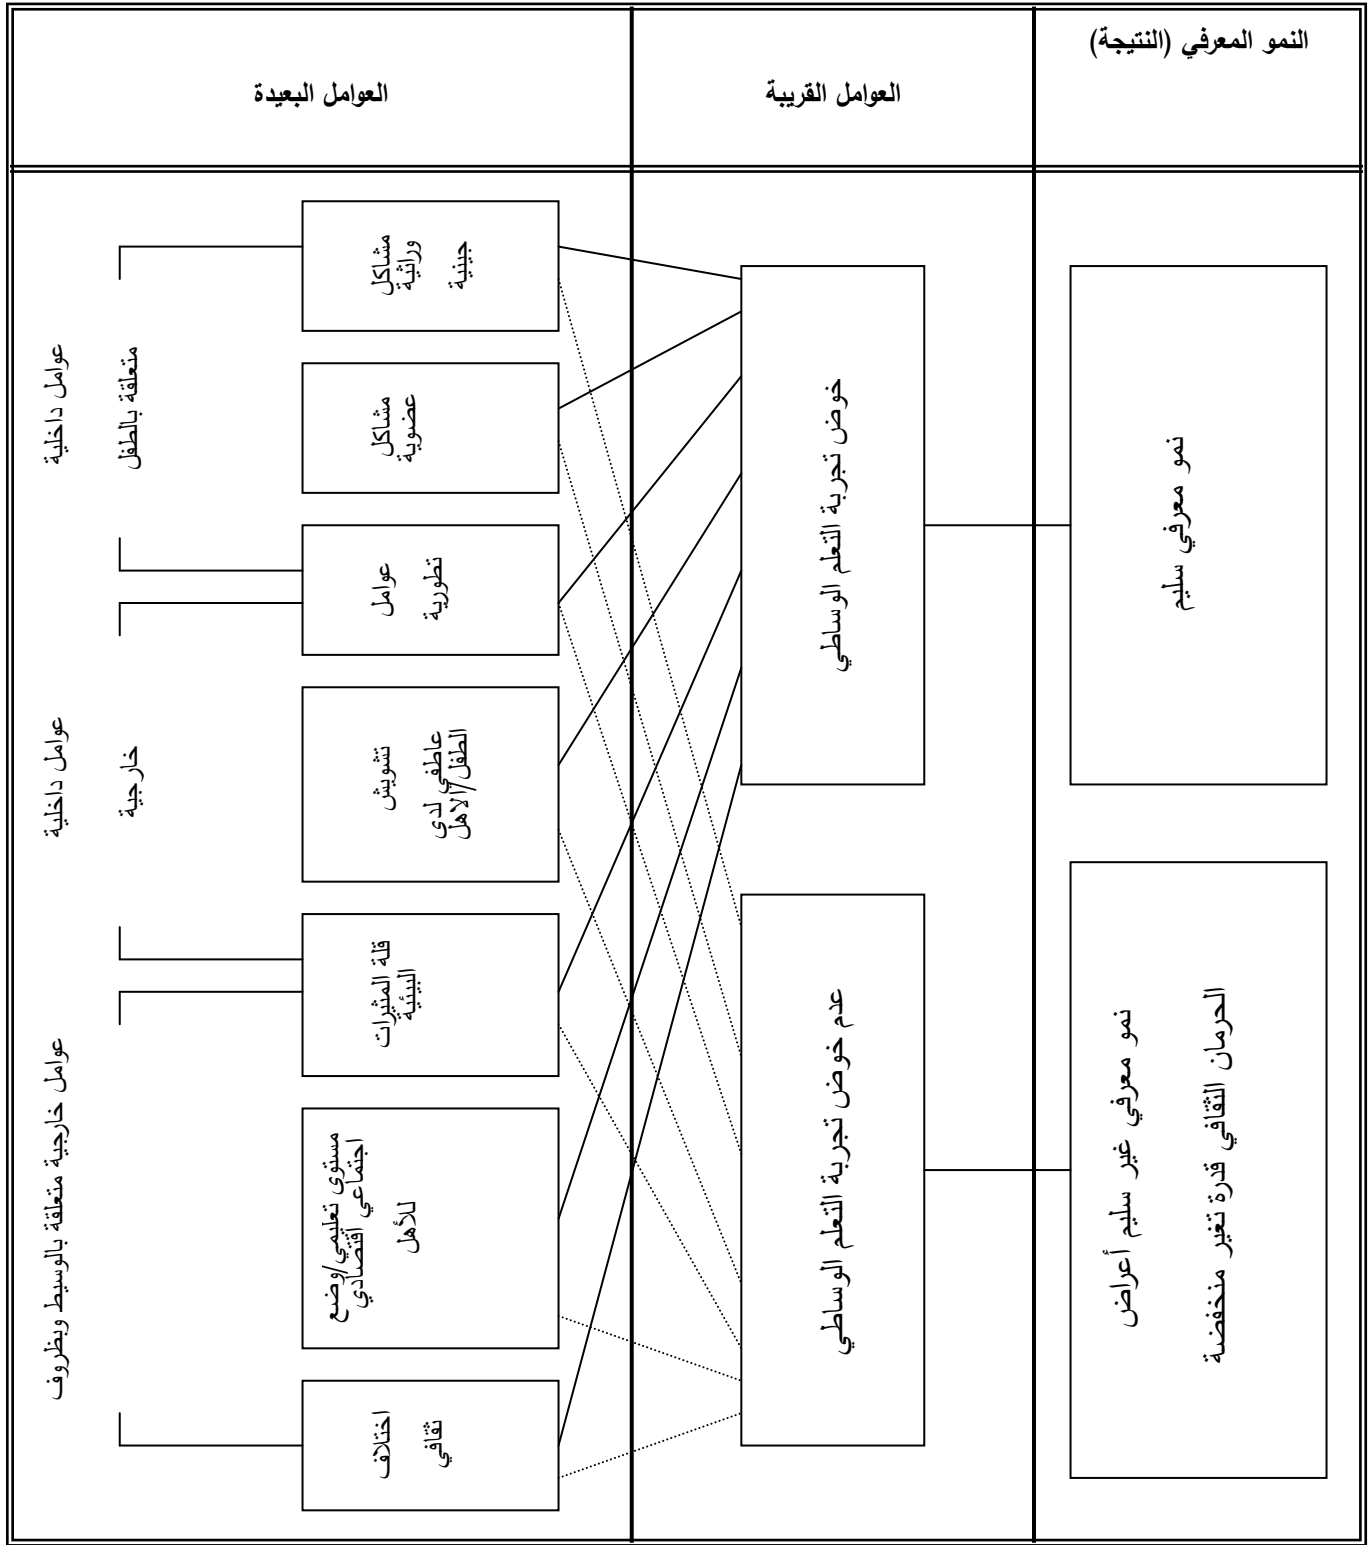 النمو المعرفي (النتيجة)
العوامل القريبة
العوامل البعيدة
نمو معرفي سليم
نمو معرفي غير سليم أعراض
الحرمان الثقافي قدرة تغير منخفضة
خوض تجربة التعلم الوساطي
عدم خوض تجربة التعلم الوساطي
مشاكل
وراثية
جينية
مشاكل
عضوية
عوامل
تطورية
تشويش
عاطفي لدى
الطفل/الأهل
قلة المثيرات
البيئية
مستوى تعليمي/وضع
اجتماعي اقتصادي
للأهل
اختلاف
ثقافي
عوامل داخلية
متعلقة بالطفل
عوامل داخلية
خارجية
عوامل خارجية متعلقة بالوسيط وبظروف